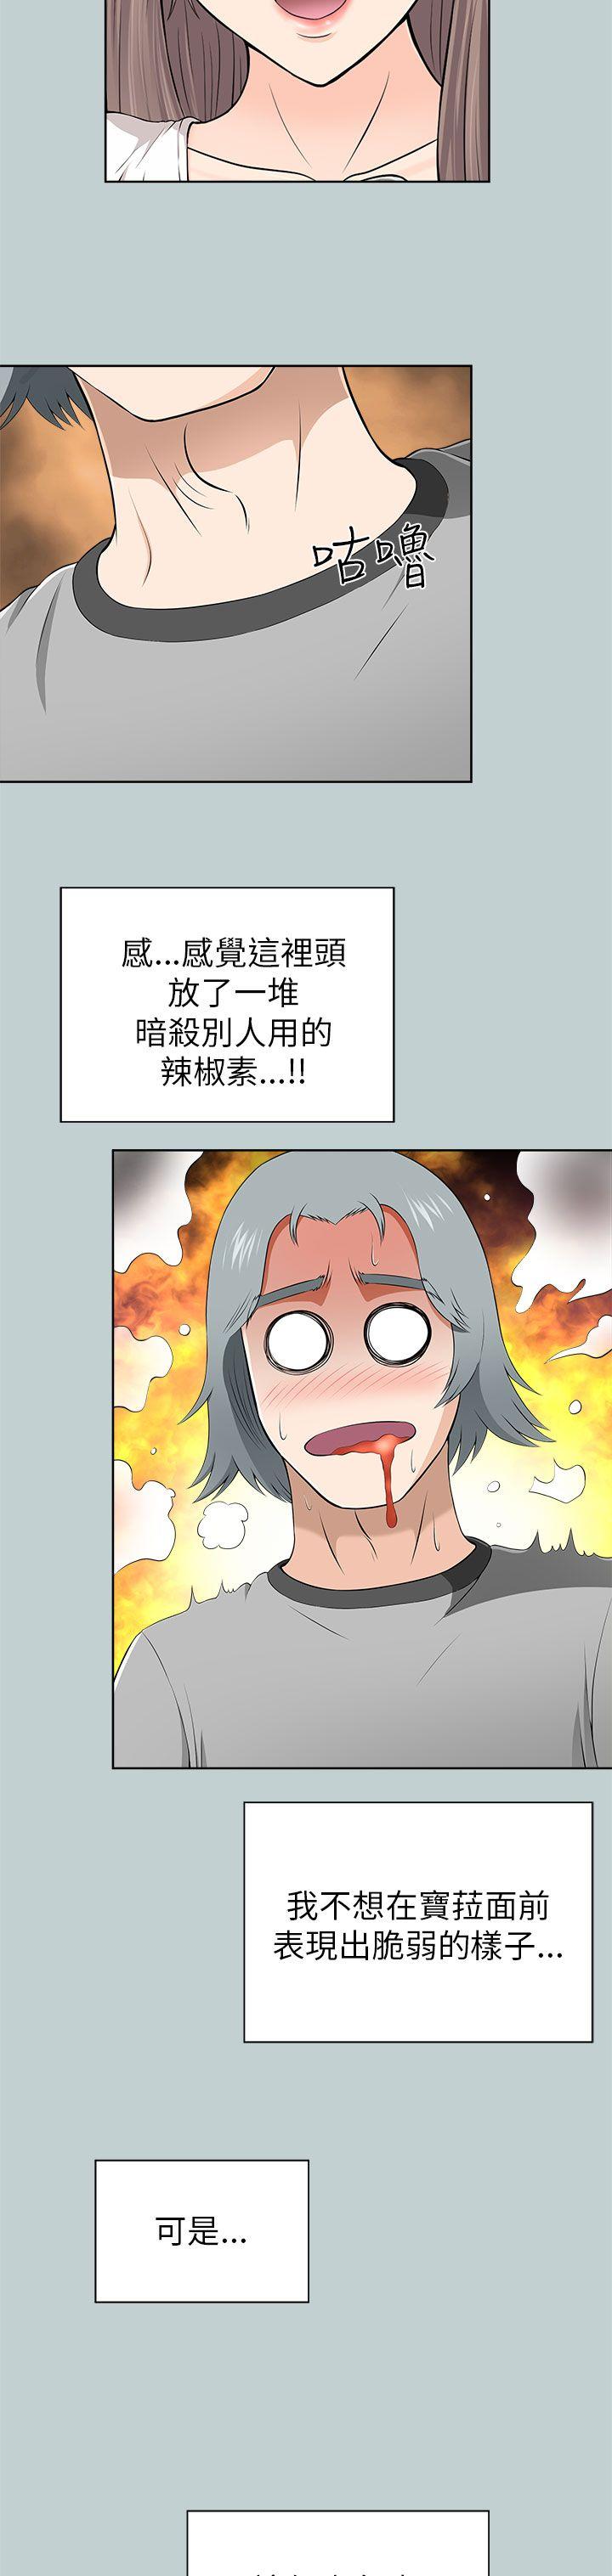 咕嚕
感...感覺這裡頭
放了一堆
暗殺別人用的
辣椒素...!!
我不想在寶菈面前
表現出脆弱的樣子...
可是...